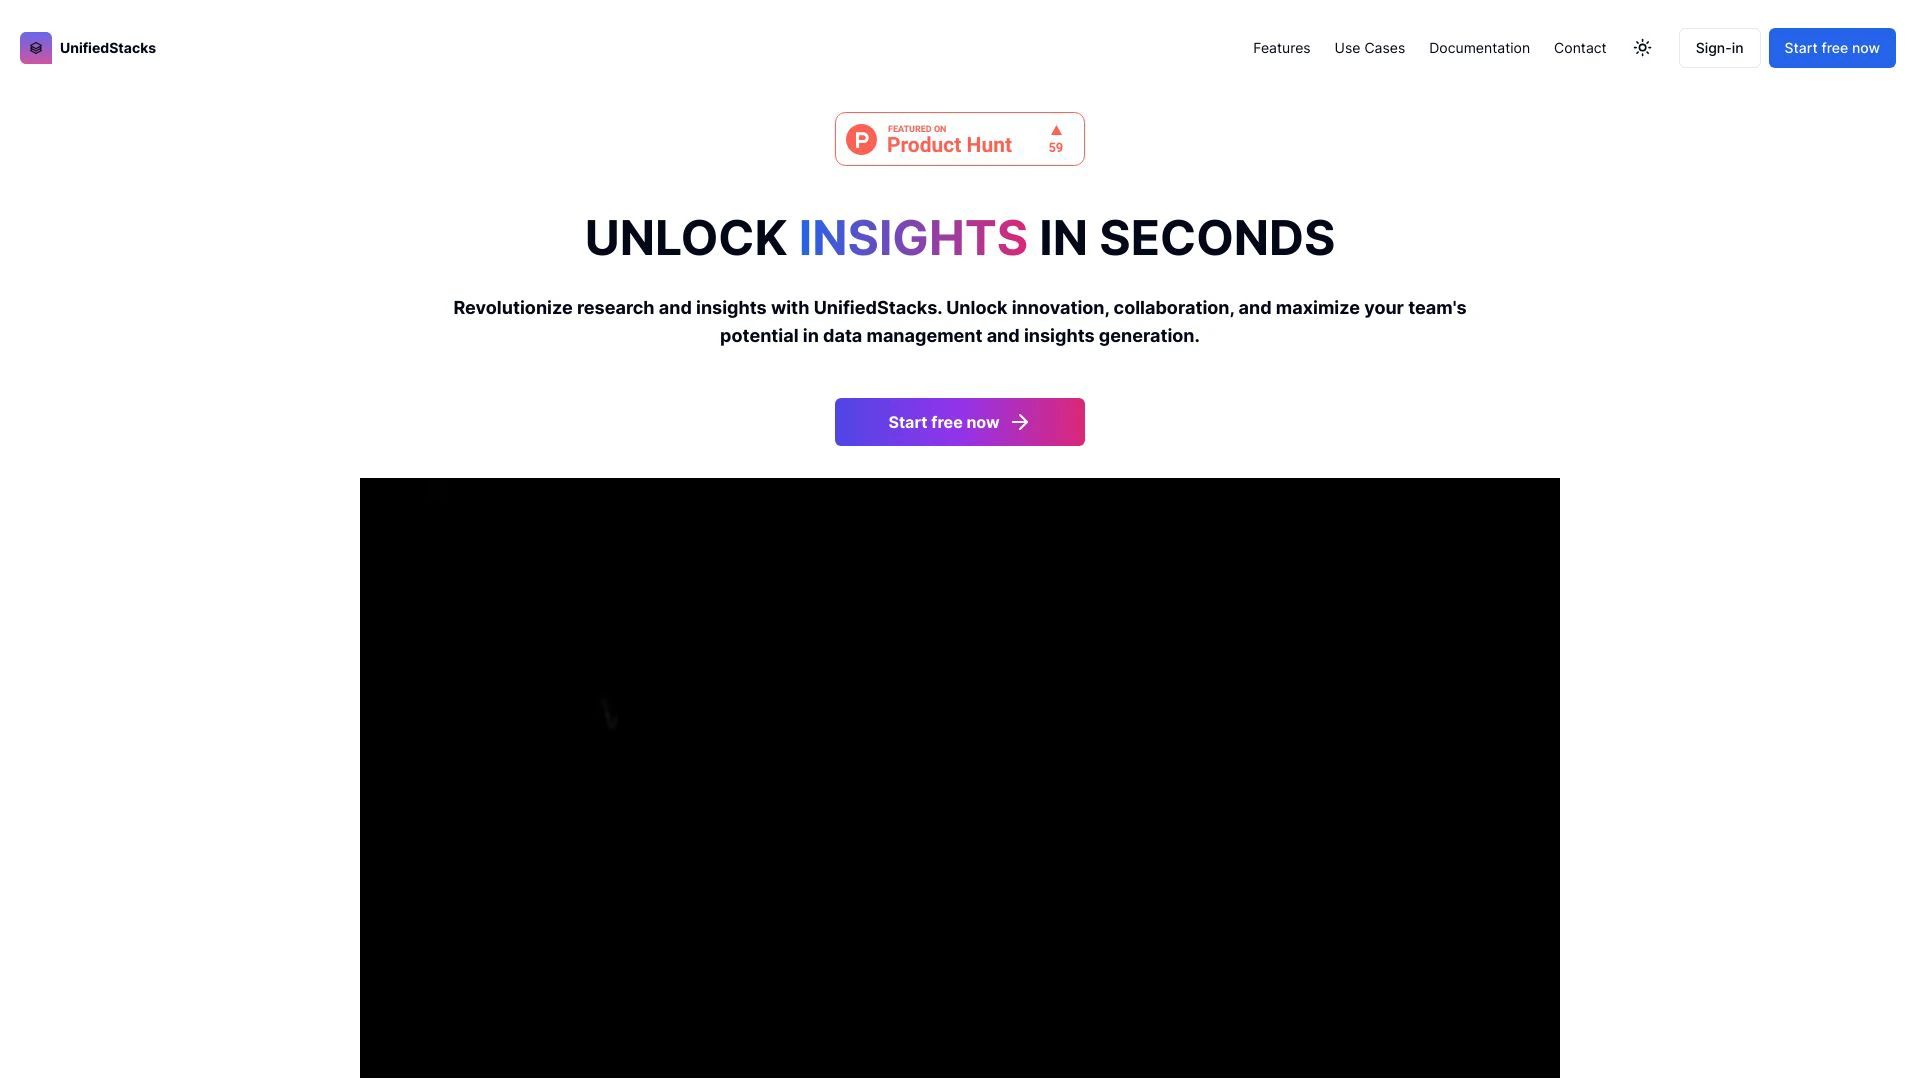 UnifiedStacks
Features
Use Cases
Documentation
Contact
Sign-in
Start free now
FEATURED ON
Product Hunt
59
UNLOCK INSIGHTS IN SECONDS
Revolutionize research and insights with UnifiedStacks. Unlock innovation, collaboration, and maximize your team's
potential in data management and insights generation.
Start free now